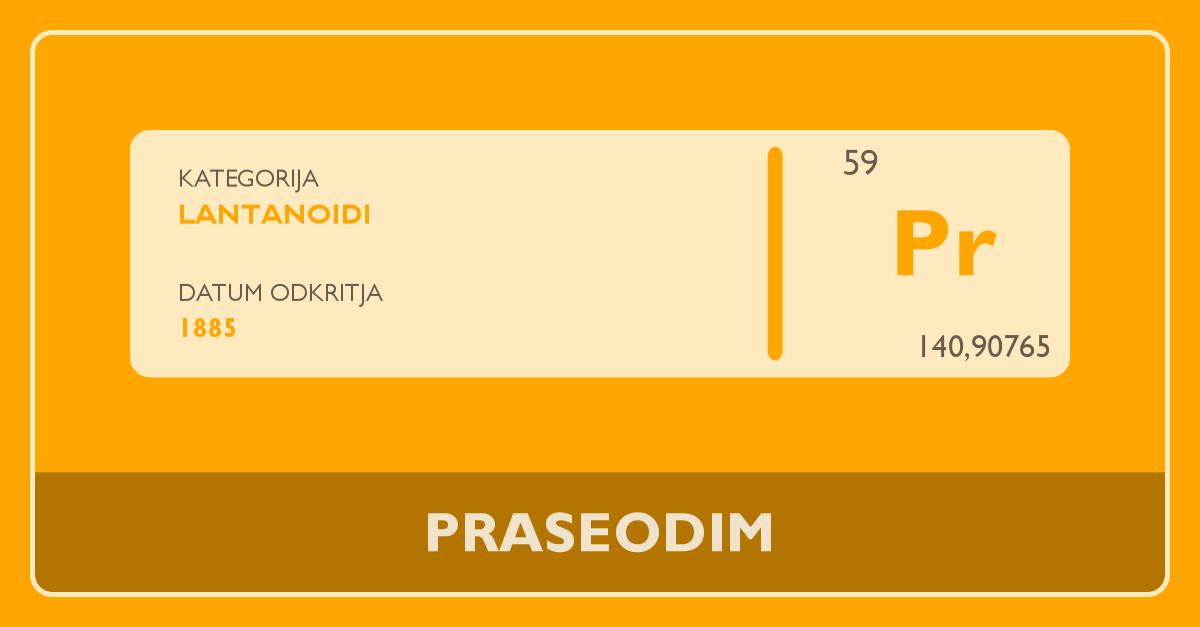 KATEGORIJA
LANTANOIDI
DATUM ODKRITJA
1885
59
Pr
140,90765
PRASEODIM